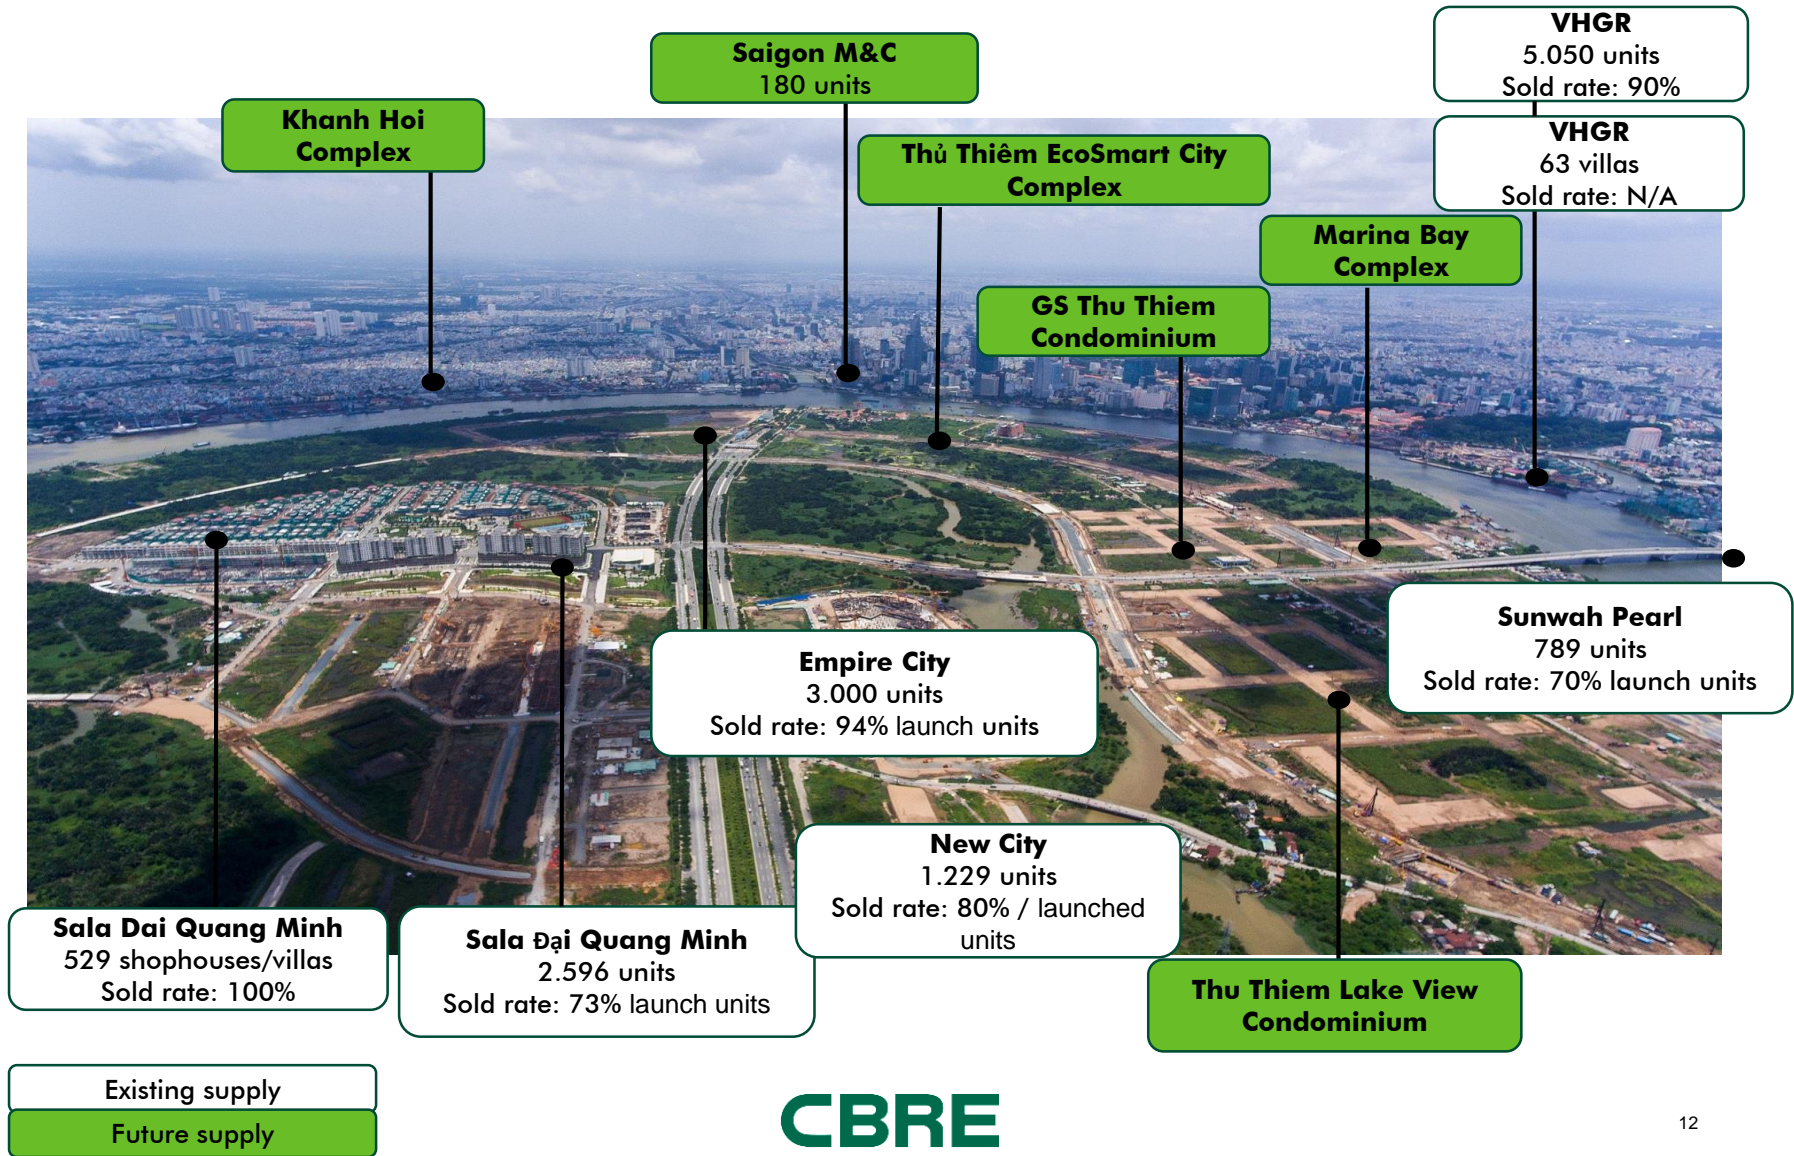 VHGR
5.050 units
Sold rate: 90%
Saigon M&C
180 units
Khanh Hoi
Complex
VHGR
63 villas
Sold rate: N/A
Thủ Thiêm EcoSmart City
Complex
Marina Bay
Complex
GS Thu Thiem
Condominium
Sunwah Pearl
789 units
Sold rate: 70% launch units
Empire City
3.000 units
Sold rate: 94% launch units
New City
1.229 units
Sold rate: 80% / launched
units
Sala Dai Quang Minh
529 shophouses/villas
Sold rate: 100%
Sala Đại Quang Minh
2.596 units
Sold rate: 73% launch units
Thu Thiem Lake View
Condominium
Existing supply
Future supply
CBRE
12